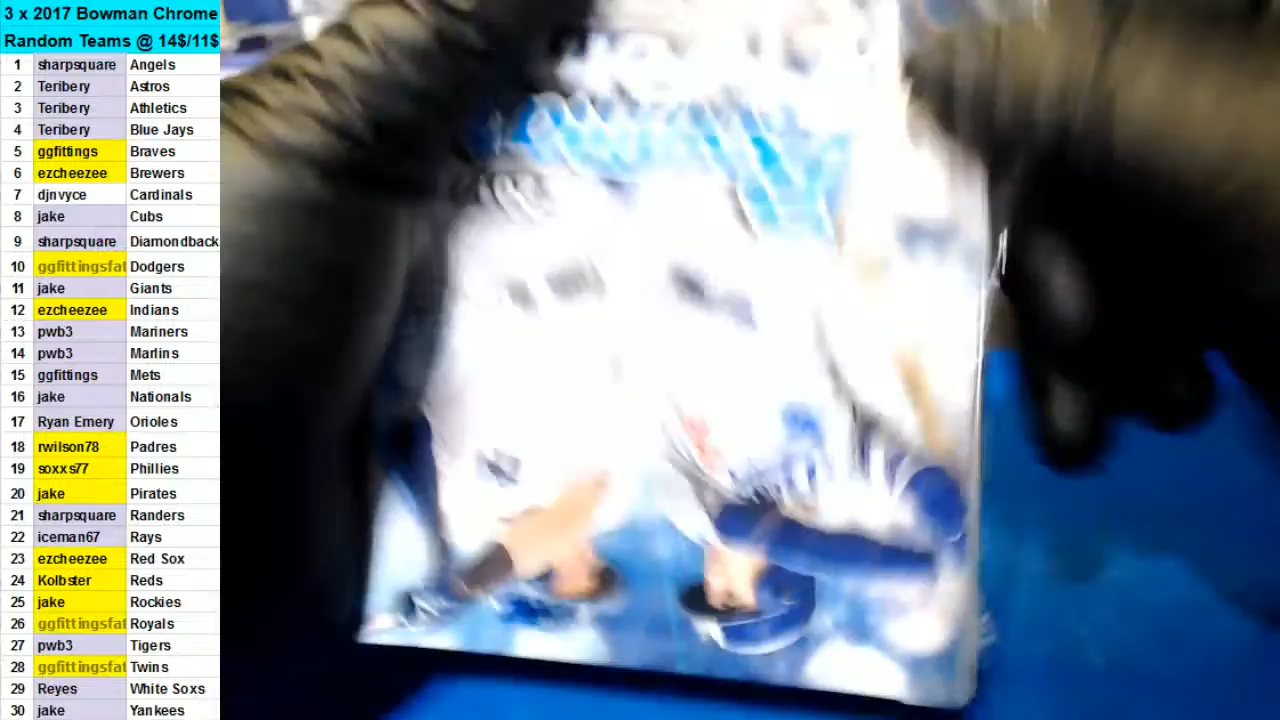 3 x 2017 Bowman Chrome
Random Teams @ 14$/11$
1 sharpsquare Angels
2 Teribery Astros
3 Teribery Athletics
4 Teribery Blue Jays
5 ggfittings Braves
6 ezcheezee Brewers
7 djnvyce Cardinals
8 jake Cubs
9 sharpsquare Diamondback
10 ggfittingsfat Dodgers
11 jake Giants
12 ezcheezee Indians
13 pwb3 Mariners
14 pwb3 Marlins
15 ggfittings Mets
16 jake Nationals
17 Ryan Emery Orioles
18 rwilson78 Padres
19 soxxs77 Phillies
20 jake Pirates
21 sharpsquare Randers
22 iceman67 Rays
23 ezcheezee Red Sox
24 Kolbster Reds
25 jake Rockies
26 ggfittingsfat Royals
27 pwb3 Tigers
28 ggfittingsfat Twins
29 Reyes White Soxs
30 jake Yankees